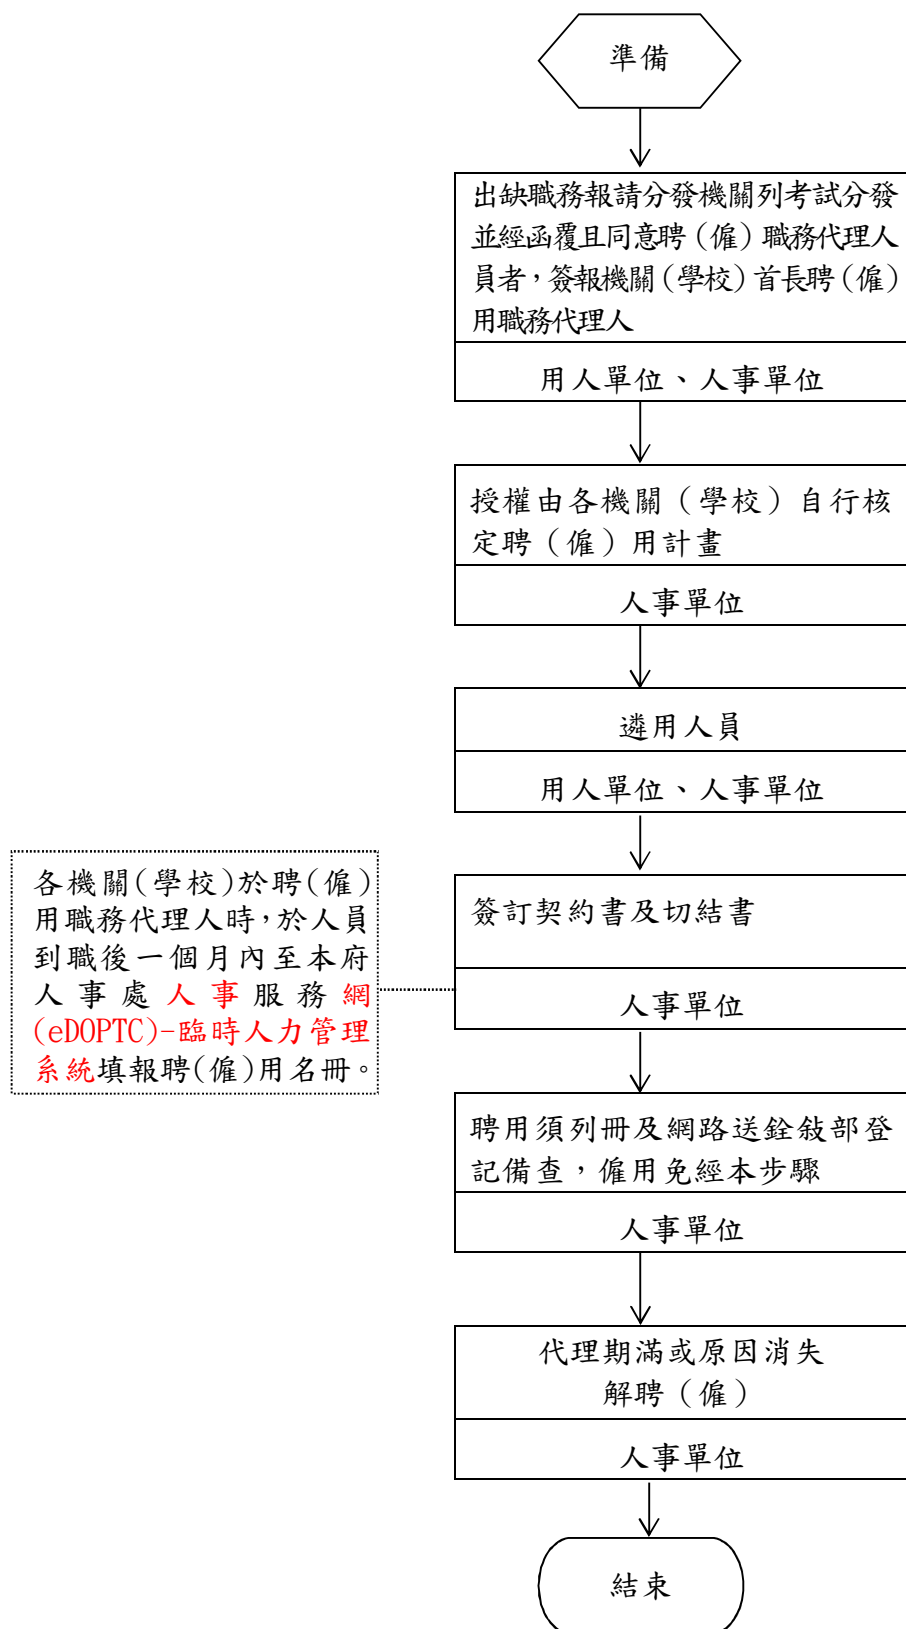 準備
出缺職務報請分發機關列考試分發
並經函覆且同意聘（僱）職務代理人
員者，簽報機關（學校）首長聘（僱）
用職務代理人
用人單位、人事單位
授權由各機關（學校）自行核
定聘（僱）用計畫
人事單位
遴用人員
用人單位、人事單位
各機關(學校)於聘(僱)
用職務代理人時，於人員
到職後一個月內至本府
人事處人事服務網
(eDOPTC)-臨時人力管理
系統填報聘(僱)用名冊。
簽訂契約書及切結書
人事單位
聘用須列冊及網路送銓敍部登
記備查，僱用免經本步驟
人事單位
代理期滿或原因消失
解聘（僱）
人事單位
結束